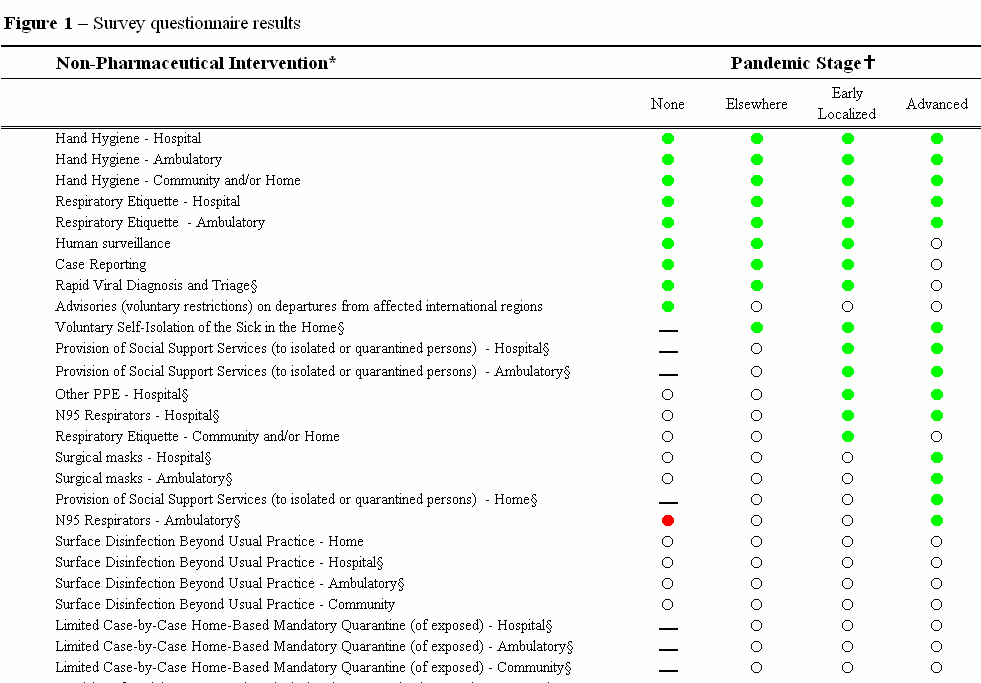 Figure 1 – Survey questionnaire results
Non-Pharmaceutical Intervention* Pandemic Stage†
None Elsewhere Early Localized Advanced
Hand Hygiene - Hospital
Hand Hygiene - Ambulatory
Hand Hygiene - Community and/or Home
Respiratory Etiquette - Hospital
Respiratory Etiquette - Ambulatory
Human surveillance
Case Reporting
Rapid Viral Diagnosis and Triage§
Advisories (voluntary restrictions) on departures from affected international regions
Voluntary Self-Isolation of the Sick in the Home§
Provision of Social Support Services (to isolated or quarantined persons) - Hospital§
Provision of Social Support Services (to isolated or quarantined persons) - Ambulatory§
Other PPE - Hospital§
N95 Respirators - Hospital§
Respiratory Etiquette - Community and/or Home
Surgical masks - Hospital§
Surgical masks - Ambulatory§
Provision of Social Support Services (to isolated or quarantined persons) - Home§
N95 Respirators - Ambulatory§
Surface Disinfection Beyond Usual Practice - Home
Surface Disinfection Beyond Usual Practice - Hospital§
Surface Disinfection Beyond Usual Practice - Ambulatory§
Surface Disinfection Beyond Usual Practice - Community
Limited Case-by-Case Home-Based Mandatory Quarantine (of exposed) - Hospital§
Limited Case-by-Case Home-Based Mandatory Quarantine (of exposed) - Ambulatory§
Limited Case-by-Case Home-Based Mandatory Quarantine (of exposed) - Community§